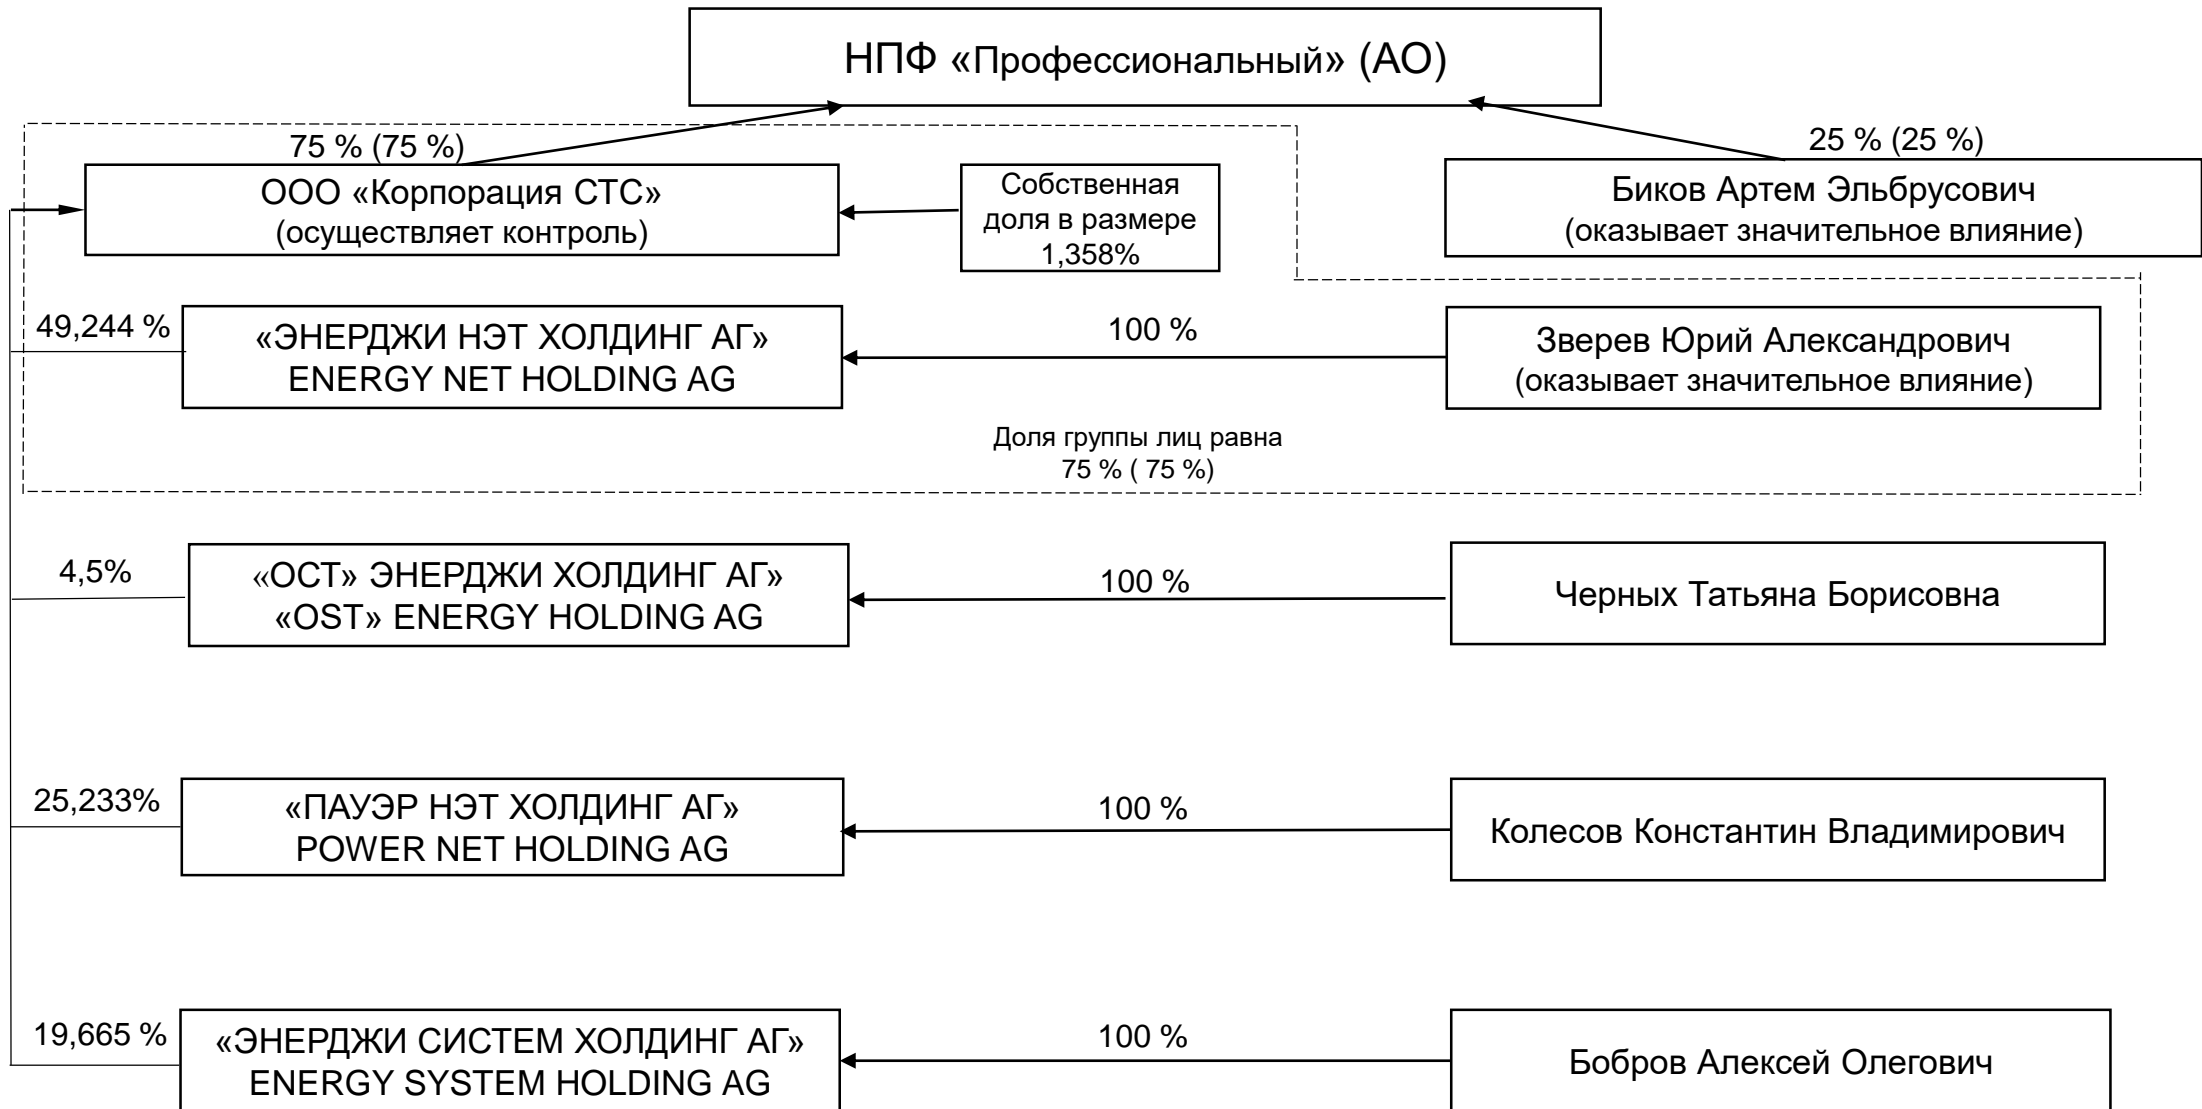 НПФ «Профессиональный» (АО)
75 % (75 %)
25 % (25 %)
ООО «Корпорация СТС»
(осуществляет контроль)
Собственная
доля в размере
1,358%
Биков Артем Эльбрусович
(оказывает значительное влияние)
49,244 %
«ЭНЕРДЖИ НЭТ ХОЛДИНГ АГ»
ENERGY NET HOLDING AG
100 %
Зверев Юрий Александрович
(оказывает значительное влияние)
Доля группы лиц равна
75 % ( 75 %)
4,5%
«ОСТ» ЭНЕРДЖИ ХОЛДИНГ АГ»
«OST» ENERGY HOLDING AG
100 %
Черных Татьяна Борисовна
25,233%
«ПАУЭР НЭТ ХОЛДИНГ АГ»
POWER NET HOLDING AG
100 %
Колесов Константин Владимирович
19,665 %
«ЭНЕРДЖИ СИСТЕМ ХОЛДИНГ АГ»
ENERGY SYSTEM HOLDING AG
100 %
Бобров Алексей Олегович